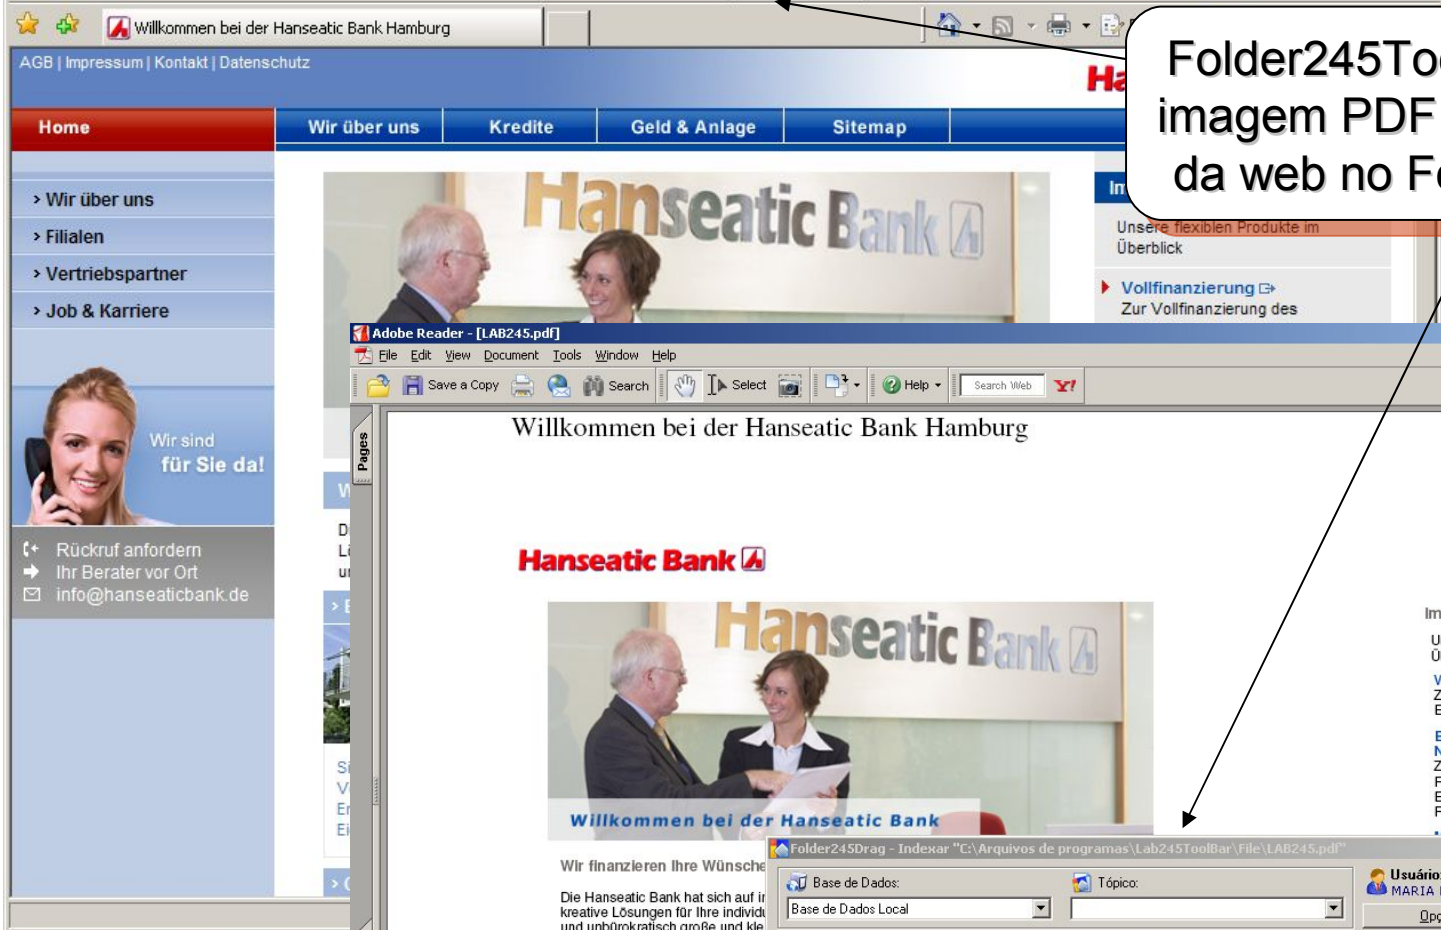 Willkommen bei der Hanseatic Bank Hamburg
AGB | Impressum | Kontakt | Datenschutz
Folder245
imagem PDF
da web no
Home
Wir über uns
Kredite
Geld & Anlage
Sitemap
> Wir über uns
> Filialen
> Vertriebspartner
> Job & Karriere
Hanseatic Bank
Unsere flexiblen Produkte im
Überblick
Vollfinanzierung
Zur Vollfinanzierung des
Wir sind
für Sie da!
Rückruf anfordern
Ihr Berater vor Ort
info@hanseaticbank.de
Adobe Reader - [LAB245.pdf]
File Edit View Document Tools Window Help
Save a Copy Search Select Help Search Web Y!
Pages
Willkommen bei der Hanseatic Bank Hamburg
Hanseatic Bank
Hanseatic Bank
Willkommen bei der Hanseatic Bank
Wir finanzieren Ihre Wünsche
Die Hanseatic Bank hat sich auf
kreative Lösungen für Ihre
und unbürokratisch große und
Folder245Drag - Indexar "C:\Arquivos de programas\Lab245ToolBar\File\LAB245.pdf"
Base de Dados:
Tópico:
Usuário:
MARIA
Base de Dados Local